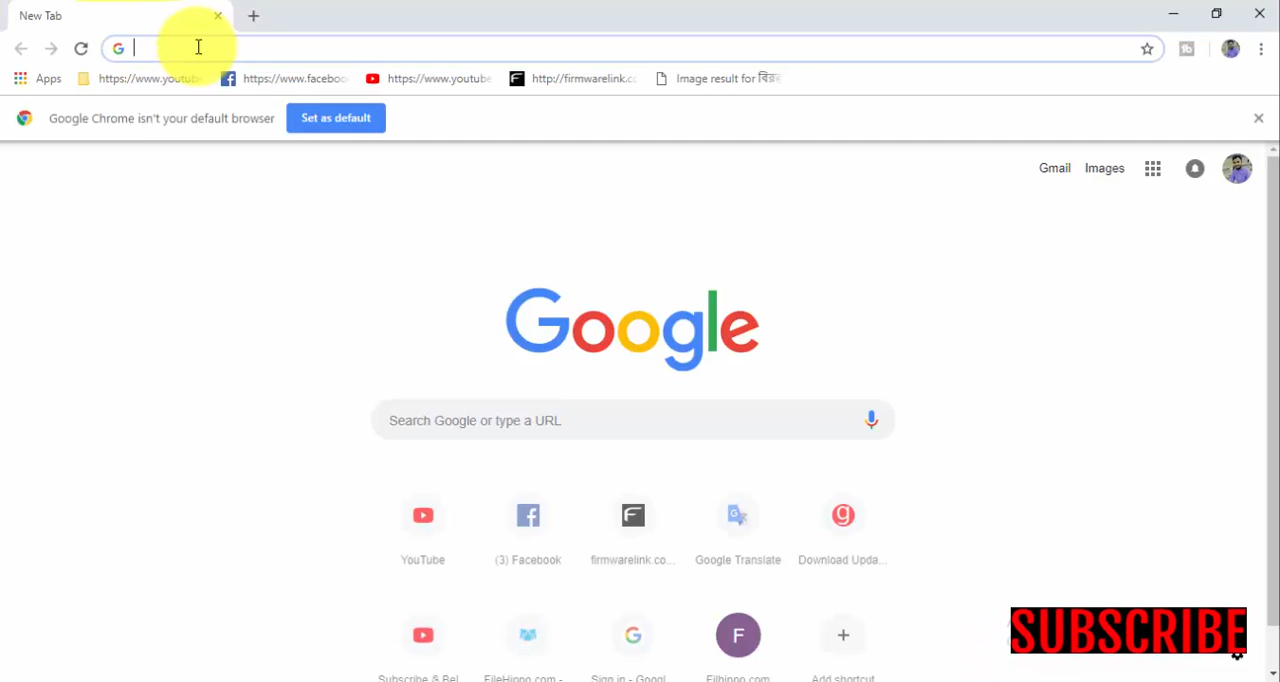 New Tab
Apps https://www.youtube https://www.faceboo https://www.youtube http://firmwarelink.cc Image result for বির
Google Chrome isn't your default browser Set as default
Gmail Images
Google
Search Google or type a URL
YouTube (3) Facebook firmwarelink.co... Google Translate Download Upda...
F
Subscribe & Bel FileHippo.com - Sign in - Googl Filhippo.com Add shortcut
SUBSCRIBE